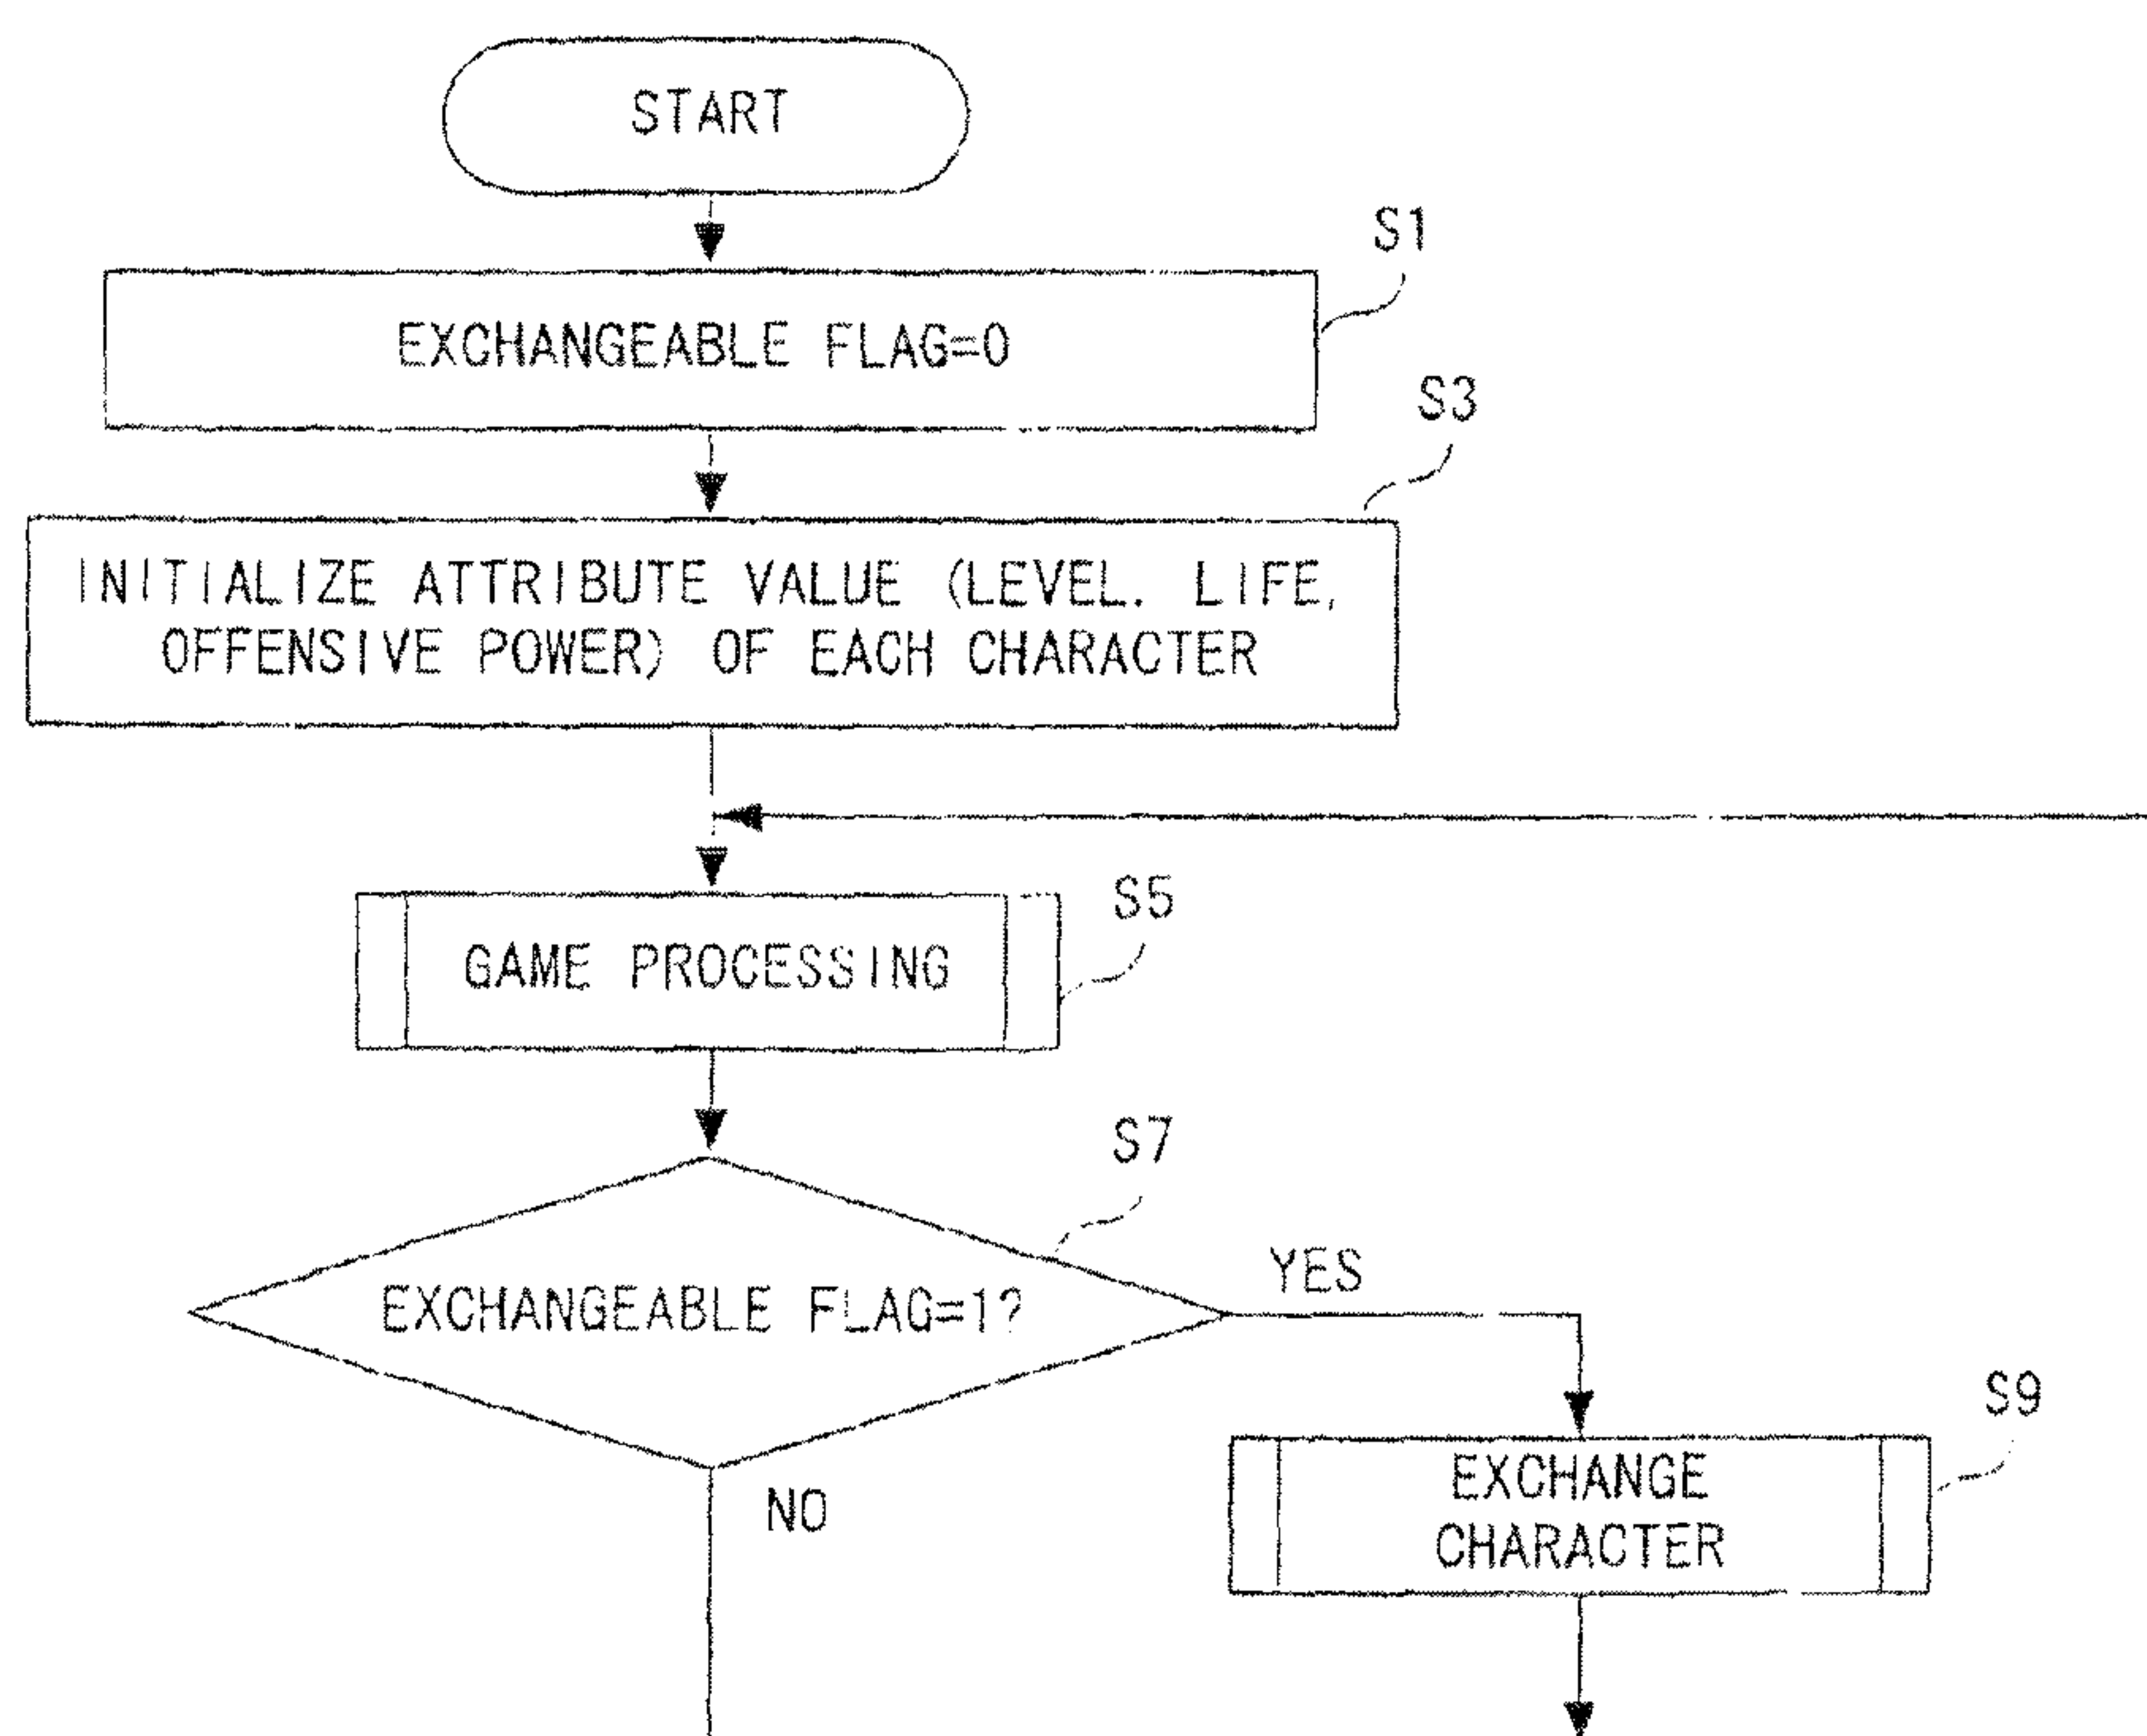 START
S1
EXCHANGEABLE FLAG=0
S3
INITIALIZE ATTRIBUTE VALUE (LEVEL. LIFE,
OFFENSIVE POWER) OF EACH CHARACTER
S5
GAME PROCESSING
S7
EXCHANGEABLE FLAG=1?
YES
S9
EXCHANGE
CHARACTER
NO